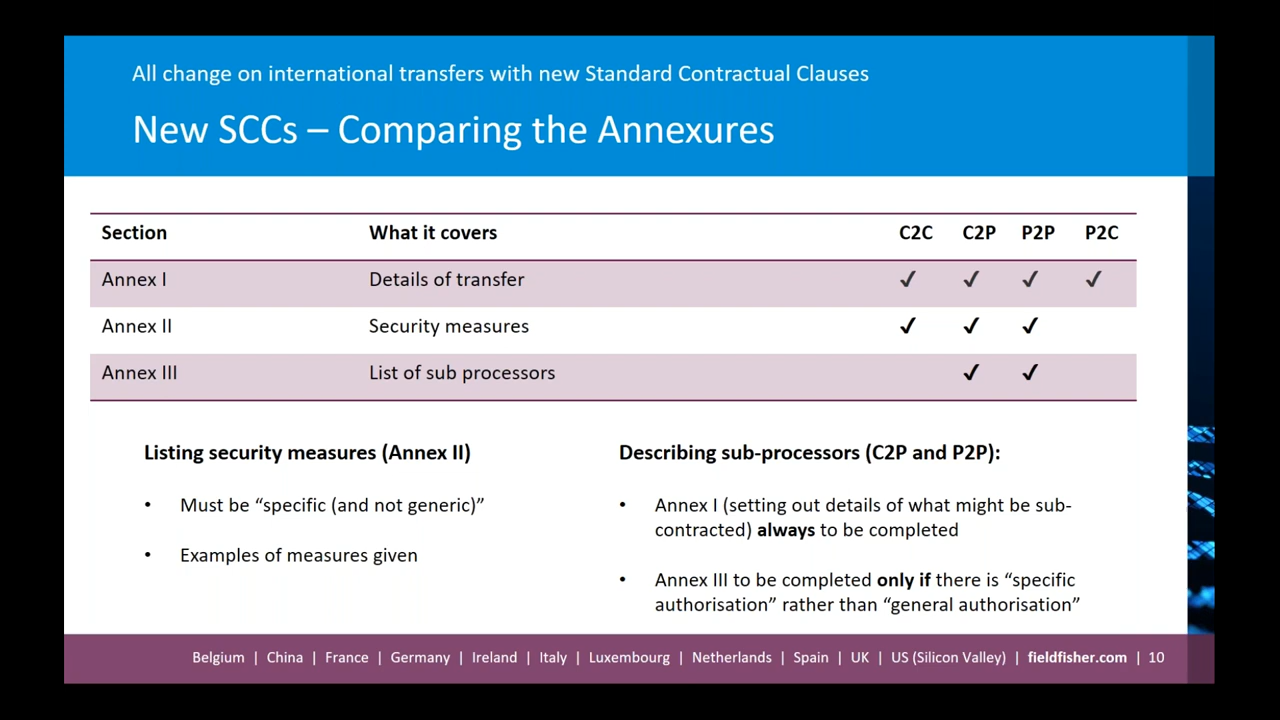 All change on international transfers with new Standard Contractual Clauses
New SCCs – Comparing the Annexures
Section What it covers C2C C2P P2P P2C
Annex I Details of transfer ✓ ✓ ✓ ✓
Annex II Security measures ✓ ✓ ✓
Annex III List of sub processors ✓ ✓
Listing security measures (Annex II)
• Must be “specific (and not generic)”
• Examples of measures given
Describing sub-processors (C2P and P2P):
• Annex I (setting out details of what might be sub-
contracted) always to be completed
• Annex III to be completed only if there is “specific
authorisation” rather than “general authorisation”
Belgium | China | France | Germany | Ireland | Italy | Luxembourg | Netherlands | Spain | UK | US (Silicon Valley) | fieldfisher.com | 10